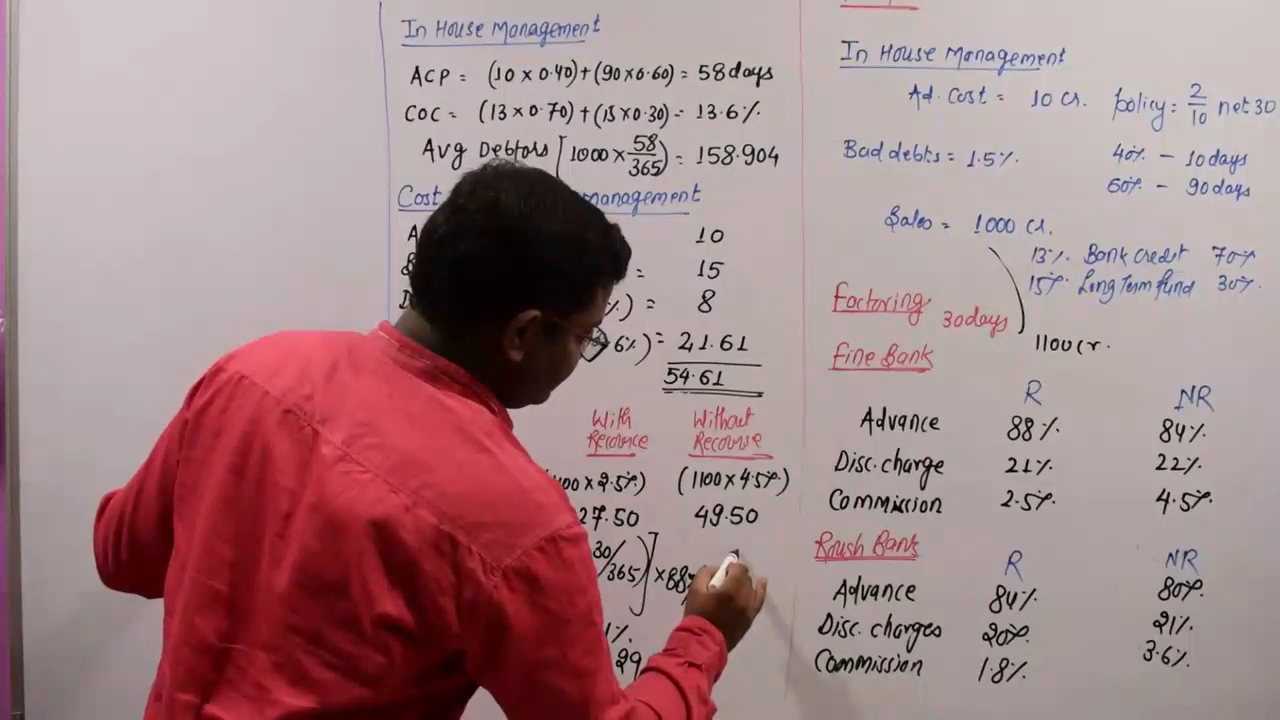 In House Management
ACP = (10 x 0.40) + (90 x 0.60) = 58 days
COC = (13 x 0.70) + (15 x 0.30) = 13.6%
Avg Debtors [1000 x 58/365) = 158.904
Cost management
10
= 15
%) = 8
6%) = 21.61
54.61
With Recourse Without Recourse
00 x 2.5%) (1100 x 4.5%)
27.50 49.50
30/365)] x 88
%.
29
In House Management
Ad. Cost = 10 Cr. policy: 2/10 net 30
Bad debts = 1.5%. 40% - 10 days
60% - 90 days
Sales = 1000 Cr.
13%. Bank credit 70%
15%. Long Term fund 30%.
Factoring 30 days
1100 cr.
Fine Bank
R NR
Advance 88%. 84%.
Disc. charge 21%. 22%.
Commission 2.5%. 4.5%.
Roush Bank
R NR
Advance 84%. 80%.
Disc. charges 20%. 21%.
Commission 1.8%. 3.6%.